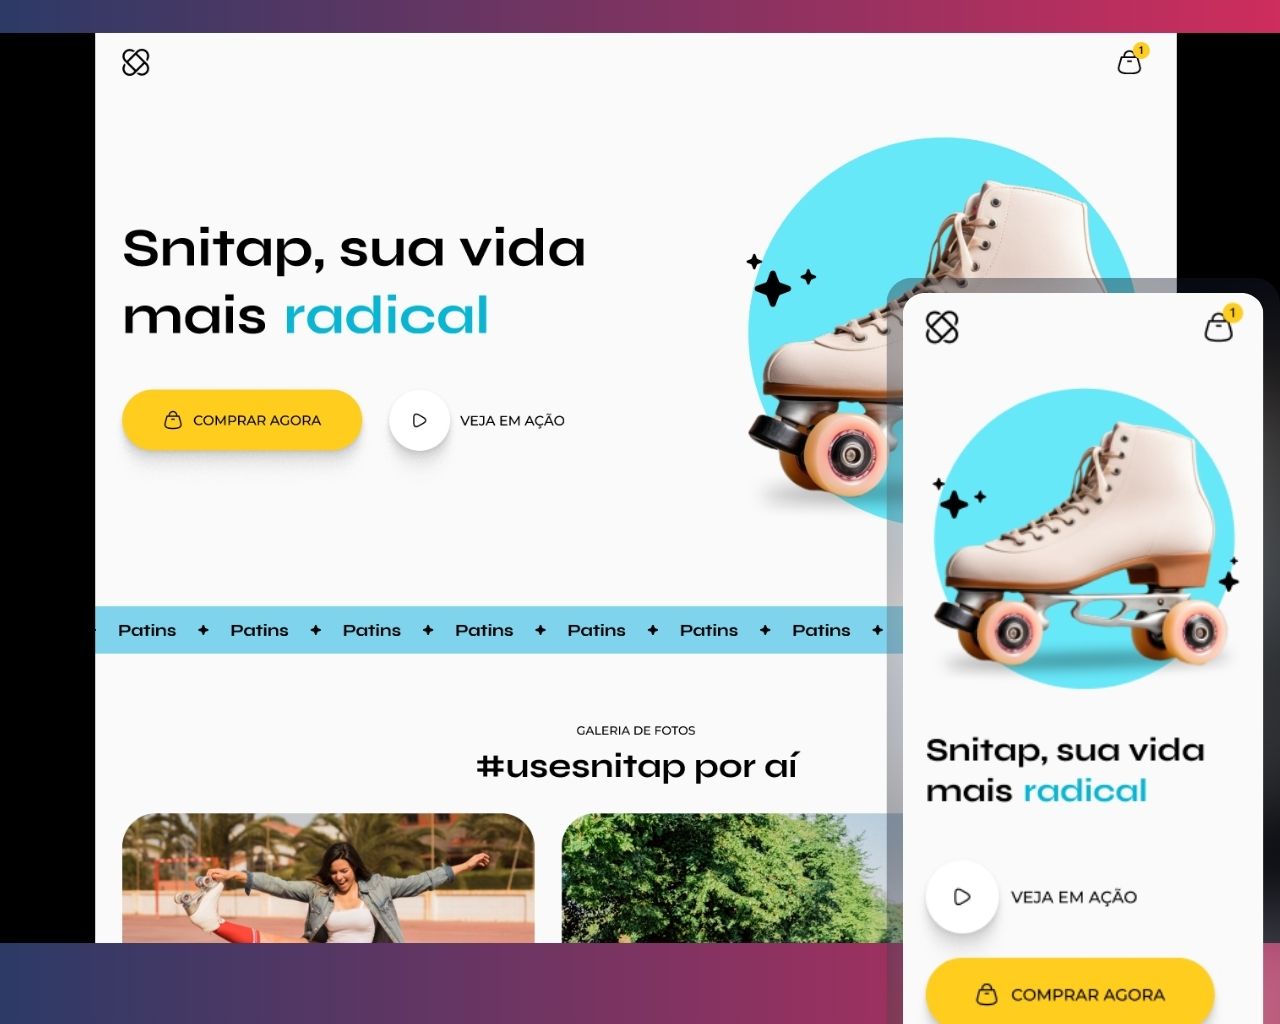 1
Snitap, sua vida
mais radical
COMPRAR AGORA
VEJA EM AÇÃO
Patins
Patins
Patins
Patins
Patins
Patins
Patins
GALERIA DE FOTOS
#usesnitap por aí
1
Snitap, sua vida
mais radical
VEJA EM AÇÃO
COMPRAR AGORA